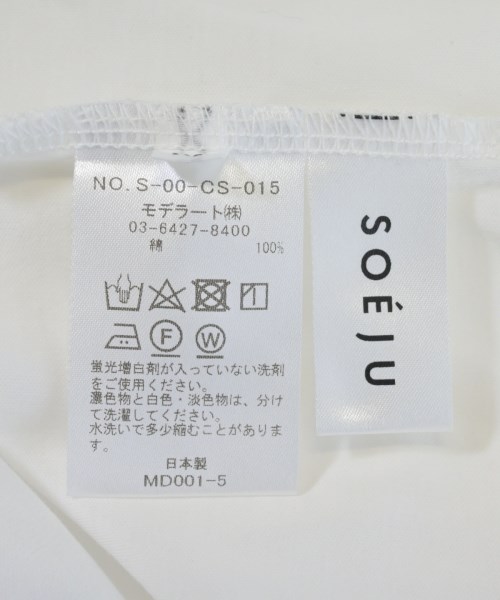 NO.S-00-CS-015
モデラート㈱
03-6427-8400
綿 100%
F W
蛍光増白剤が入っていない洗剤
をご使用ください。
濃色物と白色・淡色物は、分け
て洗濯してください。
水洗いで多少縮むことがありま
す。
日本製
MD001-5
SOÉJU